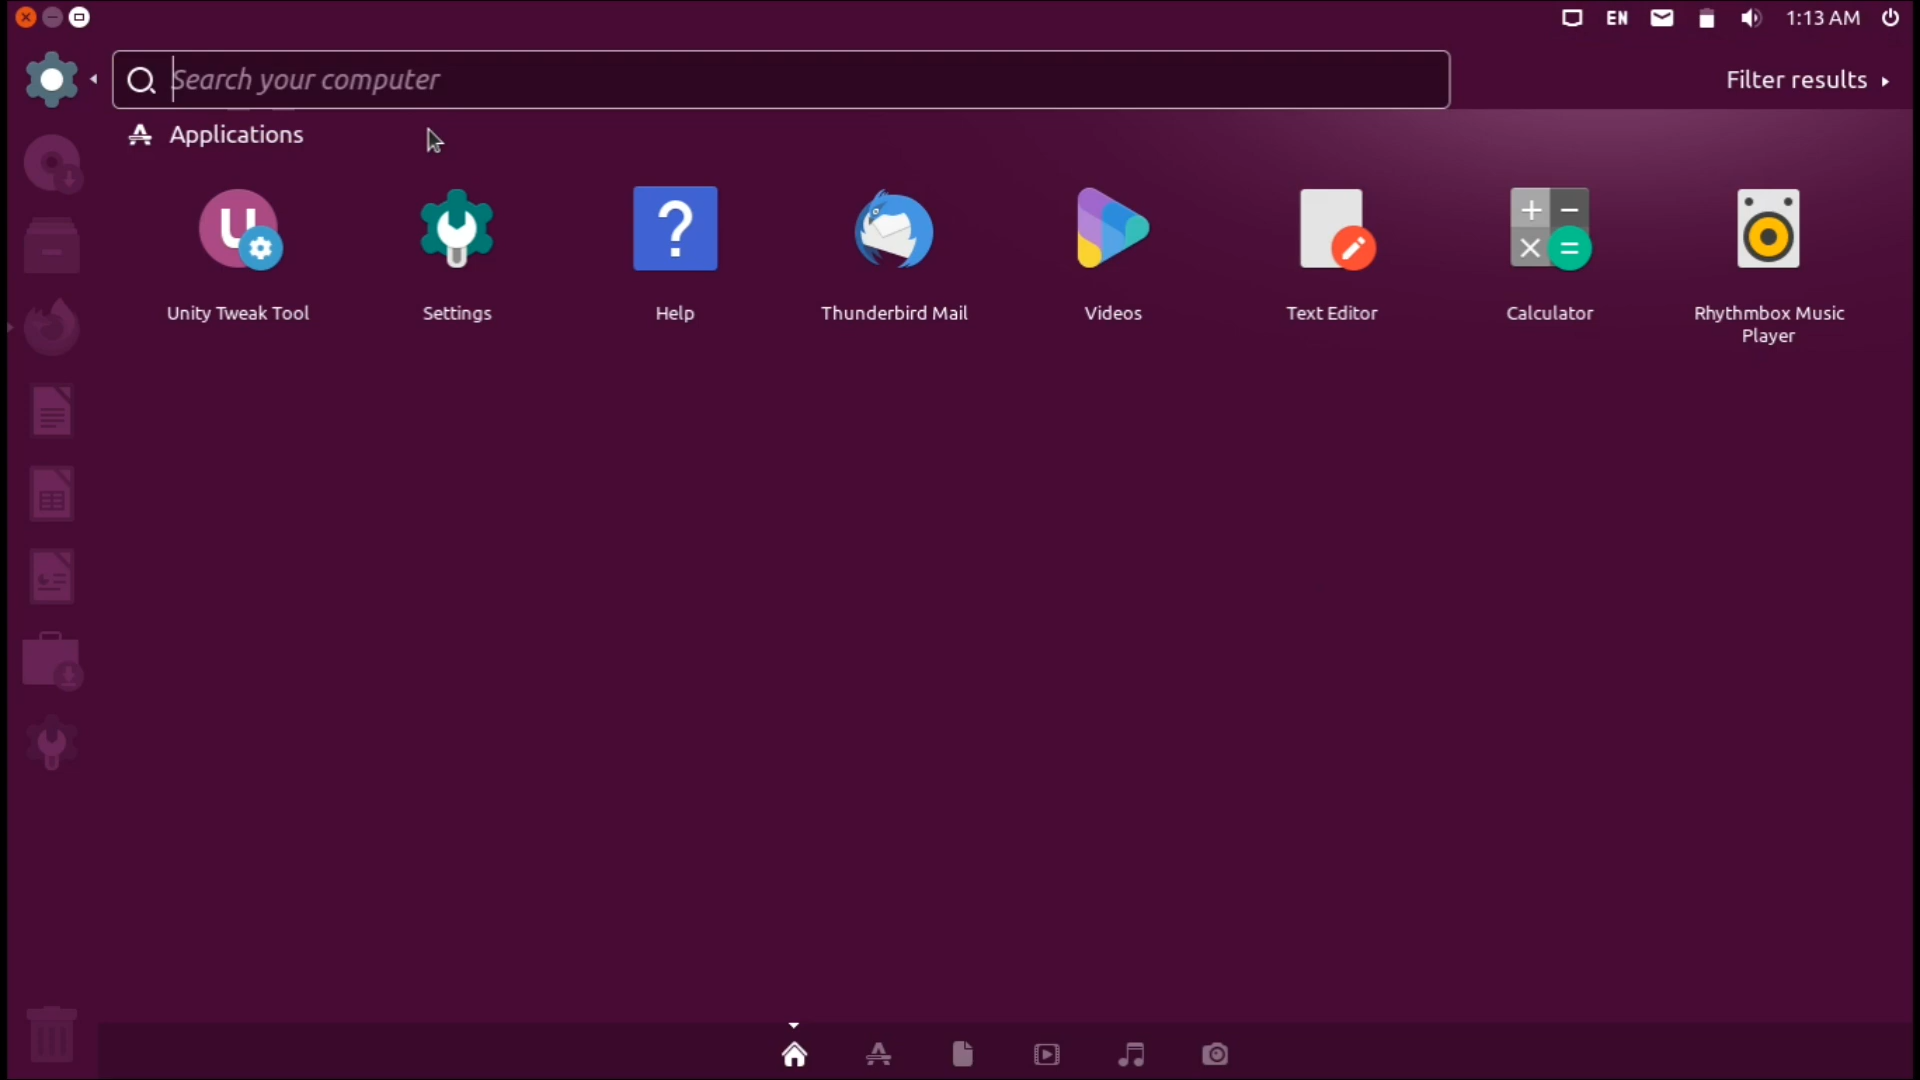 EN
1:13 AM
Search your computer
Filter results
Applications
Unity Tweak Tool
Settings
Help
Thunderbird Mail
Videos
Text Editor
Calculator
Rhythmbox Music
Player